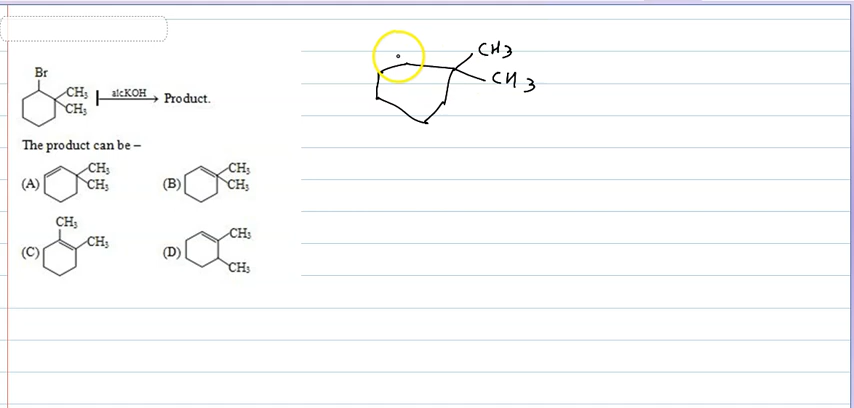 Br
CH₃
CH₃
alcKOH
Product.
The product can be –
(A)
CH₃
CH₃
(B)
CH₃
CH₃
(C)
CH₃
CH₃
(D)
CH₃
CH₃
CH3
CH3